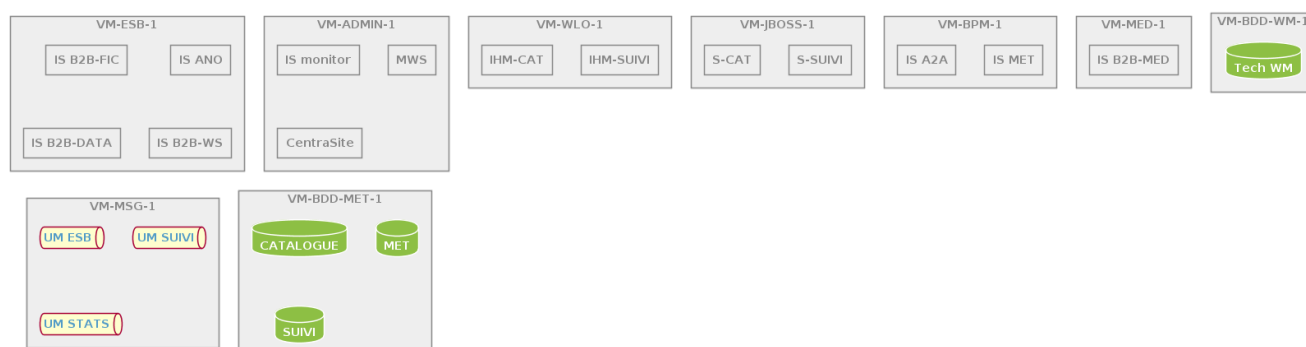 VM-ESB-1
IS B2B-FIC
IS ANO
IS B2B-DATA
IS B2B-WS
VM-ADMIN-1
IS monitor
MWS
CentraSite
VM-WLO-1
IHM-CAT
IHM-SUIVI
VM-JBOSS-1
S-CAT
S-SUIVI
VM-BPM-1
IS A2A
IS MET
VM-MED-1
IS B2B-MED
VM-BDD-WM-1
Tech WM
VM-MSG-1
UM ESB
UM SUIVI
UM STATS
VM-BDD-MET-1
CATALOGUE
MET
SUIVI